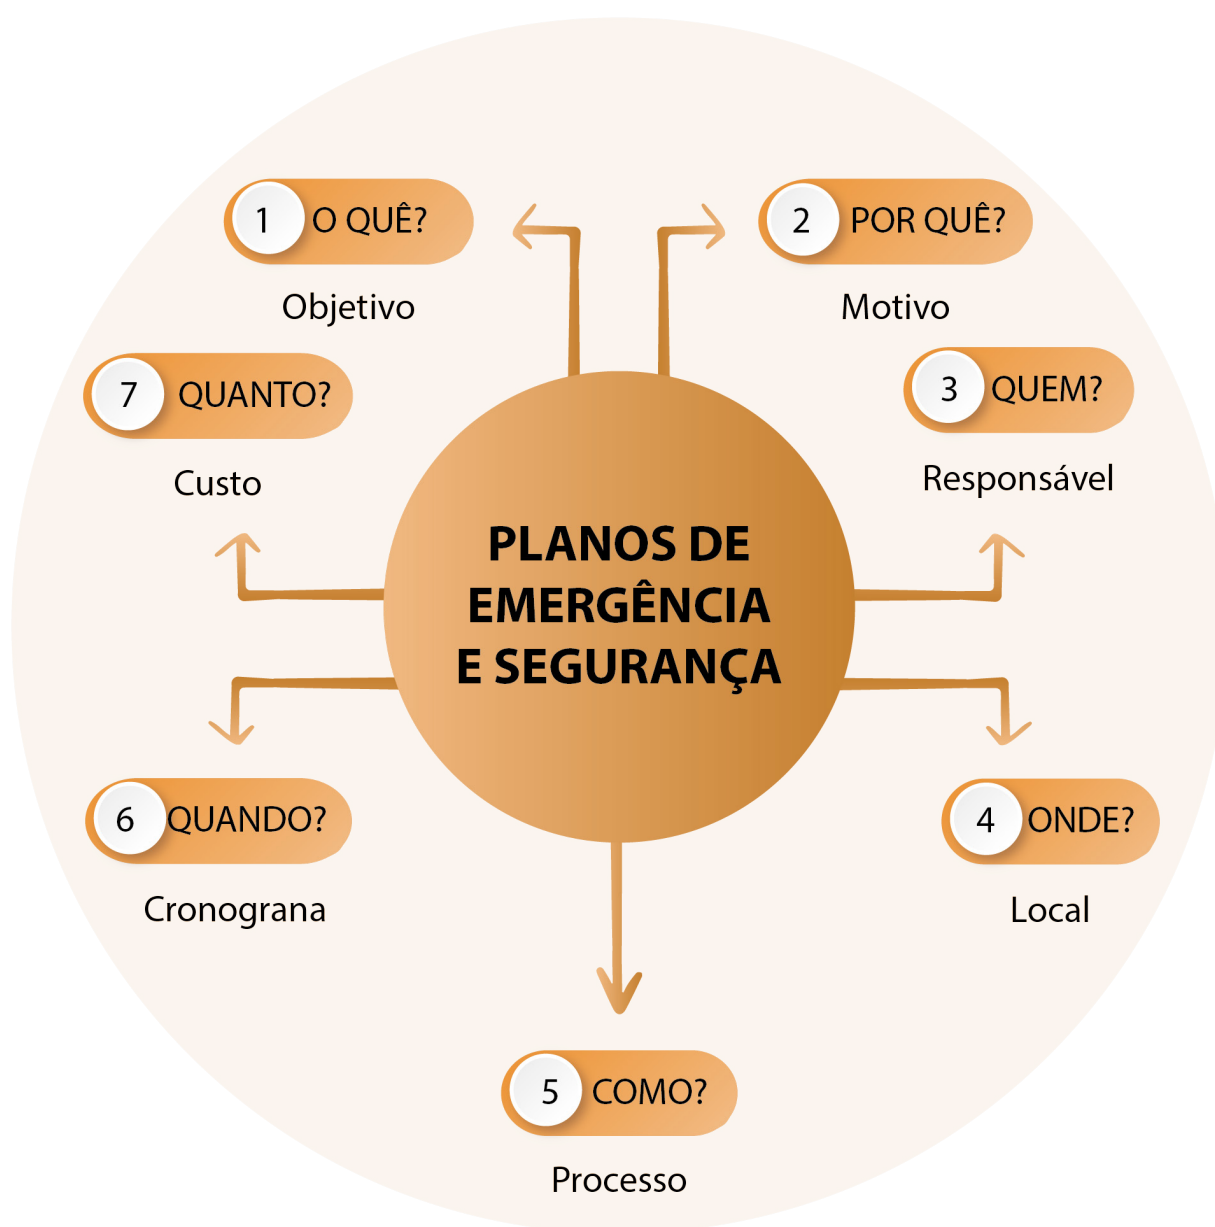 1 O QUÊ?
Objetivo
2 POR QUÊ?
Motivo
7 QUANTO?
Custo
3 QUEM?
Responsável
PLANOS DE
EMERGÊNCIA
E SEGURANÇA
6 QUANDO?
Cronograna
4 ONDE?
Local
5 COMO?
Processo